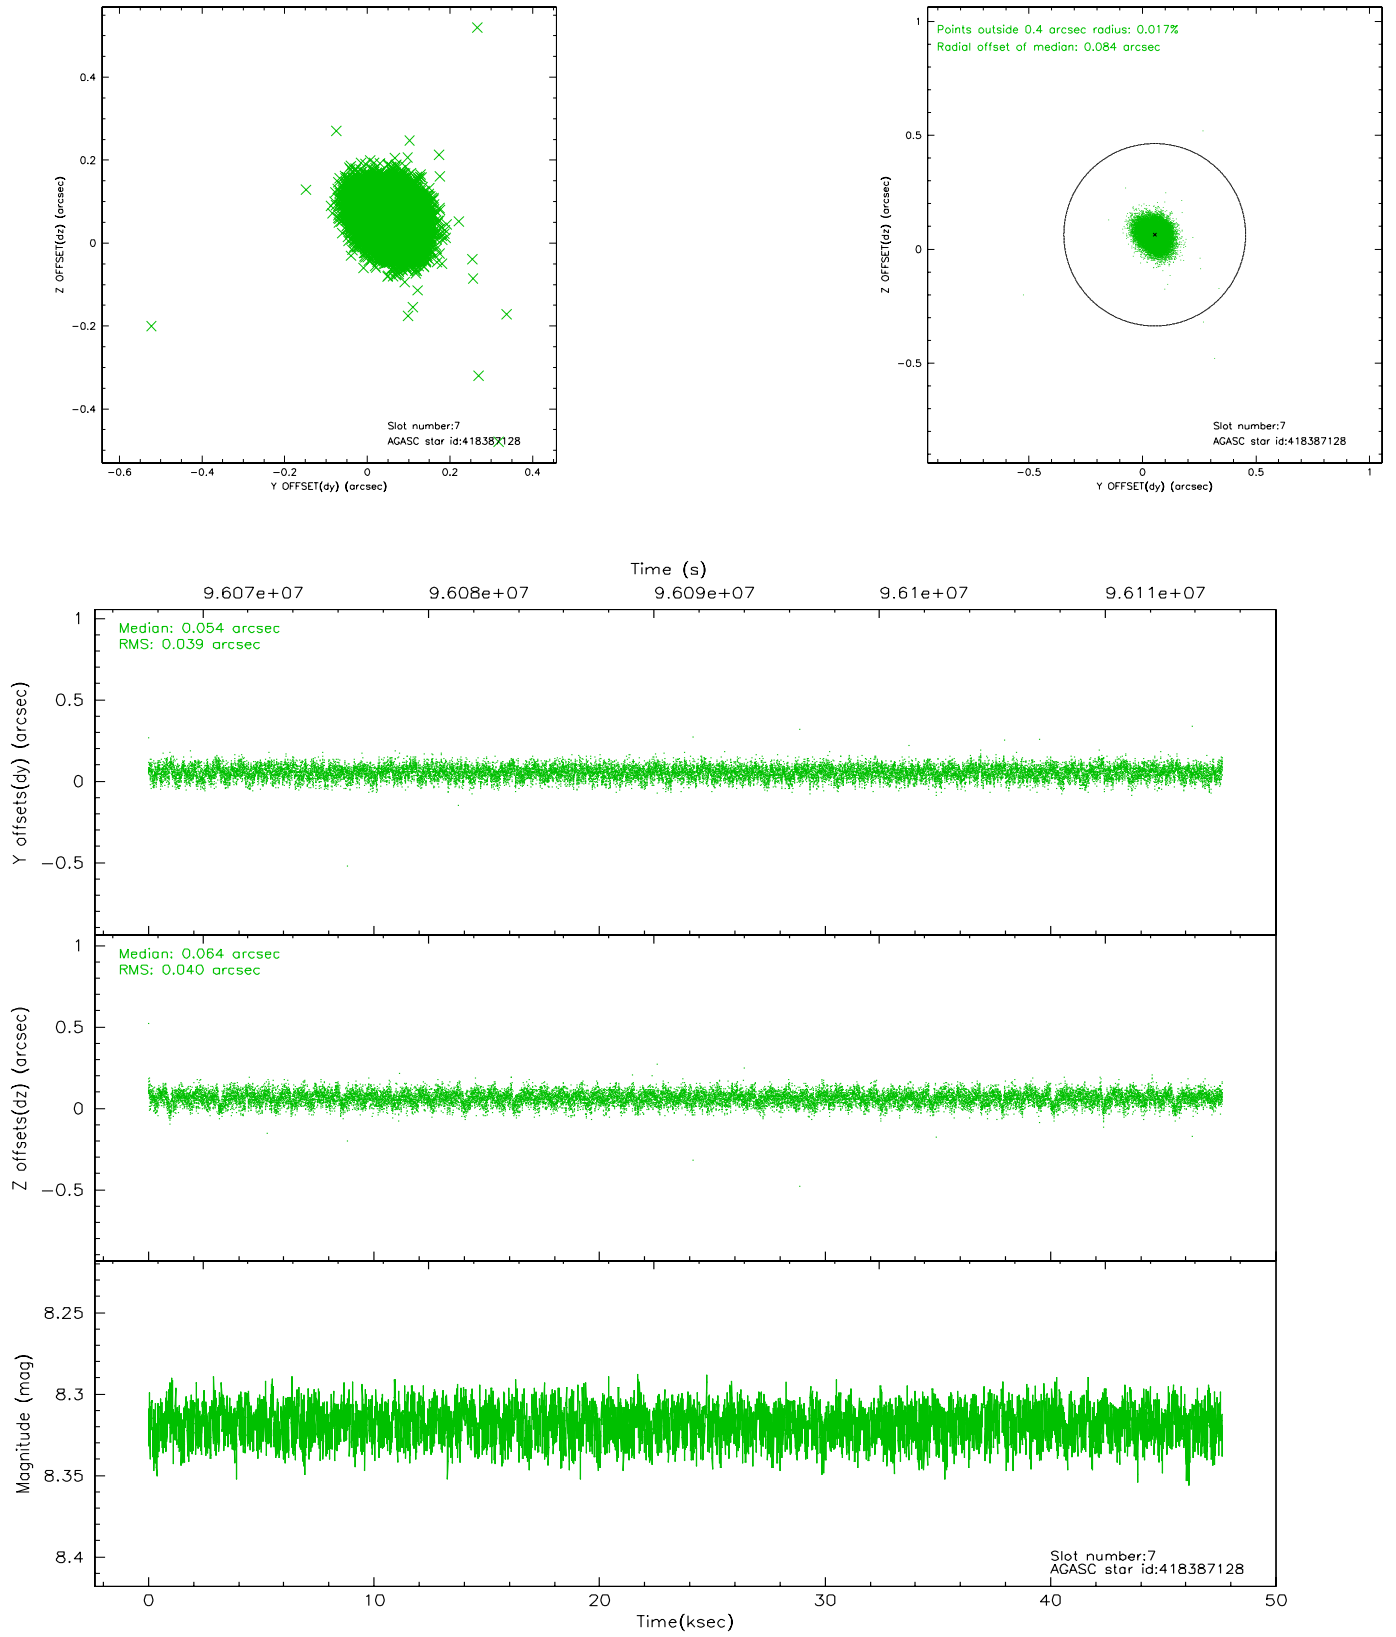 0.4
0.2
0
−0.2
−0.4
Z OFFSET(dz) (arcsec)
Slot number:7
AGASC star id:418387128
−0.6
−0.4
−0.2
0
0.2
0.4
Y OFFSET(dy) (arcsec)
Points outside 0.4 arcsec radius: 0.017%
Radial offset of median: 0.084 arcsec
1
0.5
0
−0.5
Z OFFSET(dz) (arcsec)
Slot number:7
AGASC star id:418387128
−0.5
0
0.5
1
Y OFFSET(dy) (arcsec)
Time (s)
9.607e+07
9.608e+07
9.609e+07
9.61e+07
9.611e+07
Median: 0.054 arcsec
RMS: 0.039 arcsec
1
0.5
0
−0.5
Y offsets(dy) (arcsec)
Median: 0.064 arcsec
RMS: 0.040 arcsec
1
0.5
0
−0.5
Z offsets(dz) (arcsec)
8.25
8.3
8.35
8.4
Magnitude (mag)
Slot number:7
AGASC star id:418387128
0
10
20
30
40
50
Time(ksec)